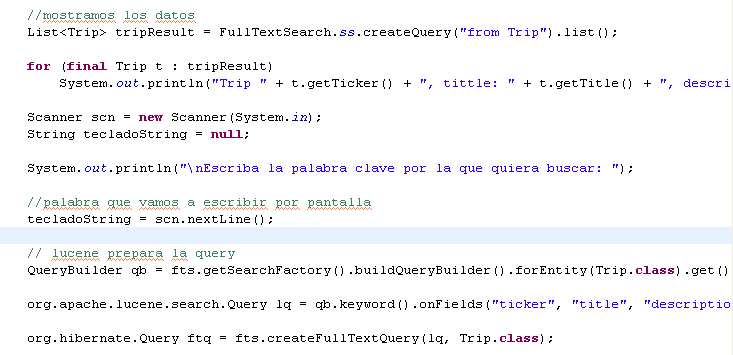 //mostramos los datos
List<Trip> tripResult = FullTextSearch.ss.createQuery("from Trip").list();
for (final Trip t : tripResult)
System.out.println("Trip " + t.getTicker() + ", tittle: " + t.getTitle() + ", descri
Scanner scn = new Scanner(System.in);
String tecladoString = null;
System.out.println("\nEscriba la palabra clave por la que quiera buscar: ");
//palabra que vamos a escribir por pantalla
tecladoString = scn.nextLine();
// lucene prepara la query
QueryBuilder qb = fts.getSearchFactory().buildQueryBuilder().forEntity(Trip.class).get()
org.apache.lucene.search.Query lq = qb.keyword().onFields("ticker", "title", "descriptio
org.hibernate.Query ftq = fts.createFullTextQuery(lq, Trip.class);